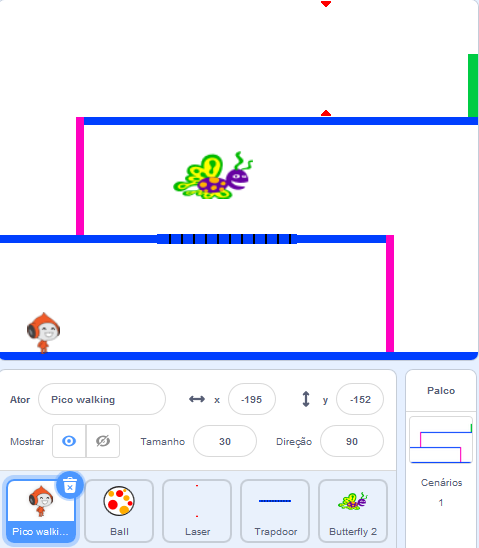 Ator Pico walking x -195 y -152
Mostrar Tamanho 30 Direção 90
Palco
Cenários
1
Pico walki... Ball Laser Trapdoor Butterfly 2